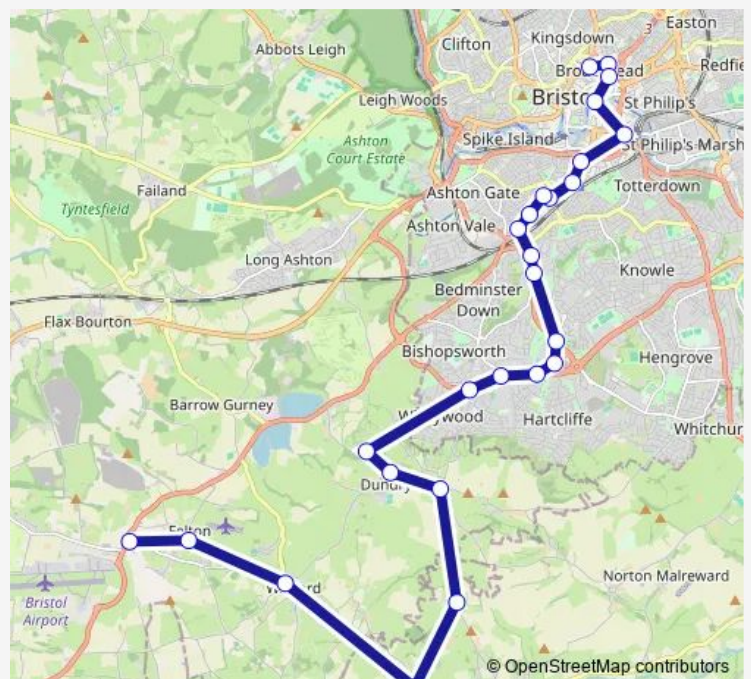 Easton
Kingsdown
Clifton
3
Abbots Leigh
Redfie
Bristo
St Philip's
Leigh Woods
Spike Island
St Philip's Marsh
Ashton
Court Estate
Failand
Ashton Gate
Totterdown
Tyntesfield
Ashton Vale
Long Ashton
Knowle
Bedminster
Down
Flax Bourton
Bishopsworth
Hengrove
Barrow Gurney
Hartcliffe
Whitchur
Felton
Norton Malreward
Bristol
Airport
© OpenStreetMap contributors